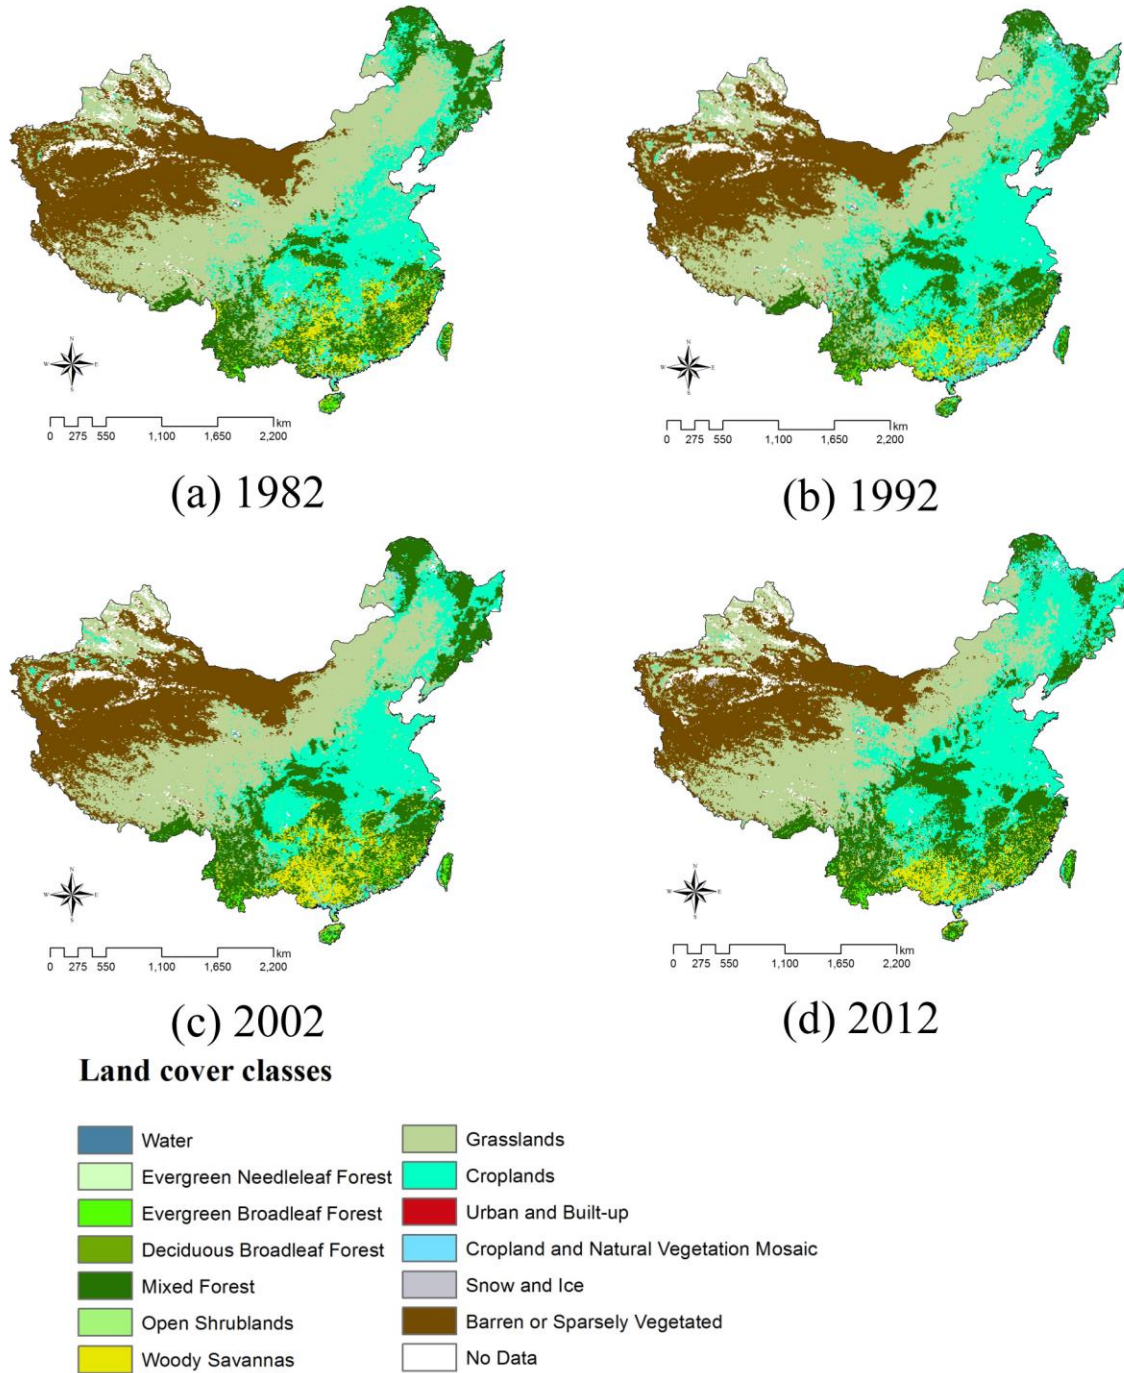 N
W E
S
km
0 275 550 1,100 1,650 2,200
(a) 1982
N
W E
S
km
0 275 550 1,100 1,650 2,200
(b) 1992
N
W E
S
km
0 275 550 1,100 1,650 2,200
(c) 2002
N
W E
S
km
0 275 550 1,100 1,650 2,200
(d) 2012
Land cover classes
Water
Evergreen Needleleaf Forest
Evergreen Broadleaf Forest
Deciduous Broadleaf Forest
Mixed Forest
Open Shrublands
Woody Savannas
Grasslands
Croplands
Urban and Built-up
Cropland and Natural Vegetation Mosaic
Snow and Ice
Barren or Sparsely Vegetated
No Data